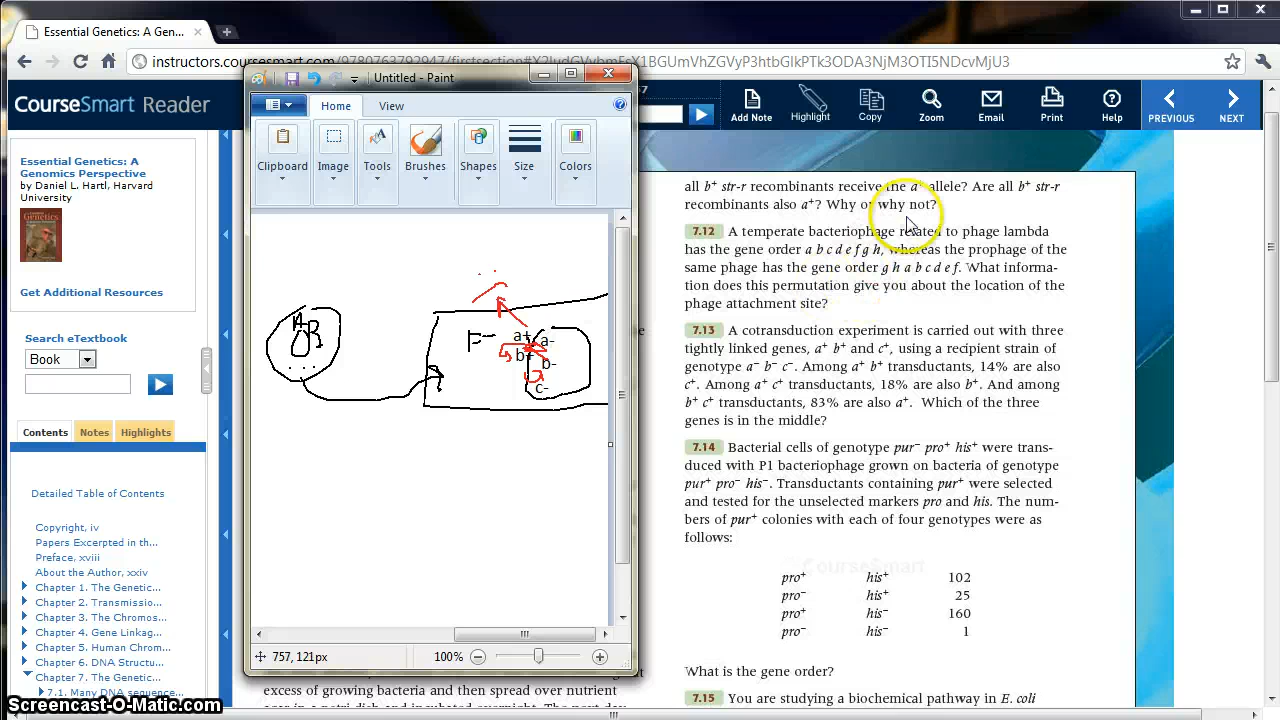 Essential Genetics: A Gen...
instructors.coursesmart.com/9780763792947/firstsection#X2ludGVybmFsX1BGUmVhZGVyP3htbGlkPTk3ODA3NjM3OTI5NDcvMjU3
CourseSmart Reader
Add Note
Highlight
Copy
Zoom
Email
Print
Help
PREVIOUS
NEXT
Essential Genetics: A
Genomics Perspective
by Daniel L. Hartl, Harvard
University
Get Additional Resources
Search eTextbook
Book
Contents
Notes
Highlights
Detailed Table of Contents
Copyright, iv
Papers Excerpted in th...
Preface, xviii
About the Author, xxiv
Chapter 1. The Genetic...
Chapter 2. Transmissio...
Chapter 3. The Chromos...
Chapter 4. Gene Linkag...
Chapter 5. Human Chrom...
Chapter 6. DNA Structu...
Chapter 7. The Genetic...
7.1. Many DNA sequence...
Untitled - Paint
Home
View
Clipboard
Image
Tools
Brushes
Shapes
Size
Colors
F-
a+
a-
b-
c-
757, 121px
100%
all b⁺ str-r recombinants receive the a⁺ allele? Are all b⁺ str-r
recombinants also a⁺? Why or why not?
7.12 A temperate bacteriophage related to phage lambda
has the gene order a b c d e f g h, whereas the prophage of the
same phage has the gene order g h a b c d e f. What informa-
tion does this permutation give you about the location of the
phage attachment site?
7.13 A cotransduction experiment is carried out with three
tightly linked genes, a⁺ b⁺ and c⁺, using a recipient strain of
genotype a⁻ b⁻ c⁻. Among a⁺ b⁺ transductants, 14% are also
c⁺. Among a⁺ c⁺ transductants, 18% are also b⁺. And among
b⁺ c⁺ transductants, 83% are also a⁺. Which of the three
genes is in the middle?
7.14 Bacterial cells of genotype pur⁻ pro⁺ his⁺ were trans-
duced with P1 bacteriophage grown on bacteria of genotype
pur⁺ pro⁻ his⁻. Transductants containing pur⁺ were selected
and tested for the unselected markers pro and his. The num-
bers of pur⁺ colonies with each of four genotypes were as
follows:
CourseSmart
pro⁺ his⁺ 102
pro⁻ his⁺ 25
pro⁺ his⁻ 160
pro⁻ his⁻ 1
What is the gene order?
7.15 You are studying a biochemical pathway in E. coli
excess of growing bacteria and then spread over nutrient
Screencast-O-Matic.com